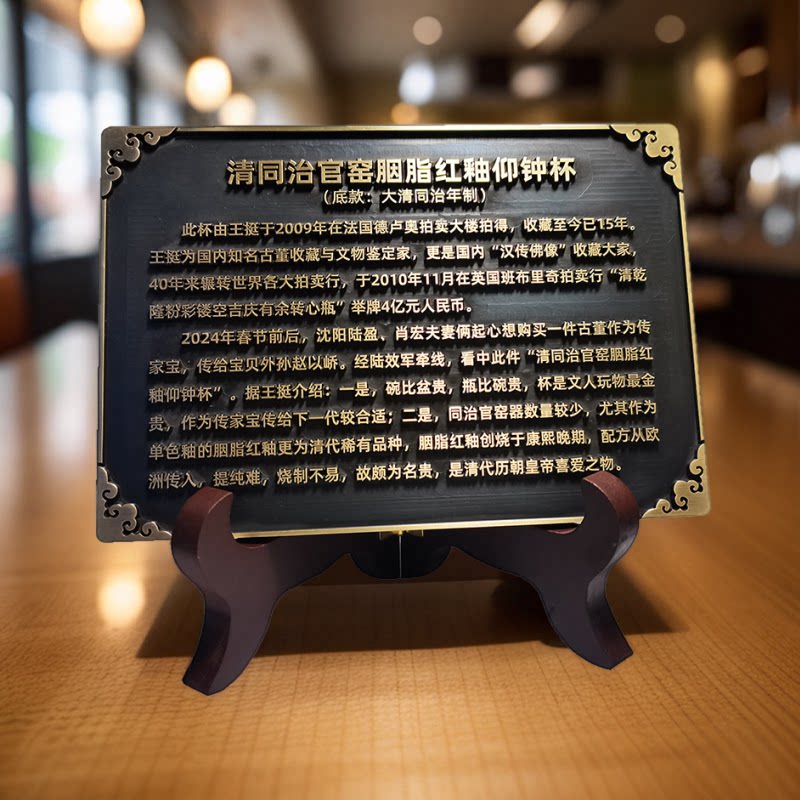 清同治官窑胭脂红釉仰钟杯
（底款：大清同治年制）
此杯由王挺于2009年在法国德卢奥拍卖大楼拍得，收藏至今已15年。
王挺为国内知名古董收藏与文物鉴定家，更是国内“汉传佛像”收藏大家，
40年来辗转世界各大拍卖行，于2010年11月在英国班布里奇拍卖行“清乾
隆粉彩镂空吉庆有余转心瓶”举牌4亿元人民币。
2024年春节前后，沈阳陆盈、肖宏夫妻俩起心想购买一件古董作为传
家宝，传给宝贝外孙赵以峤。经陆效军牵线，看中此件“清同治官窑胭脂红
釉仰钟杯”。据王挺介绍：一是，碗比盆贵，瓶比碗贵，杯是文人玩物最金
贵，作为传家宝传给下一代较合适；二是，同治官窑器数量较少，尤其作为
单色釉的胭脂红釉更为清代稀有品种，胭脂红釉创烧于康熙晚期，配方从欧
洲传入，提纯难，烧制不易，故颇为名贵，是清代历朝皇帝喜爱之物。